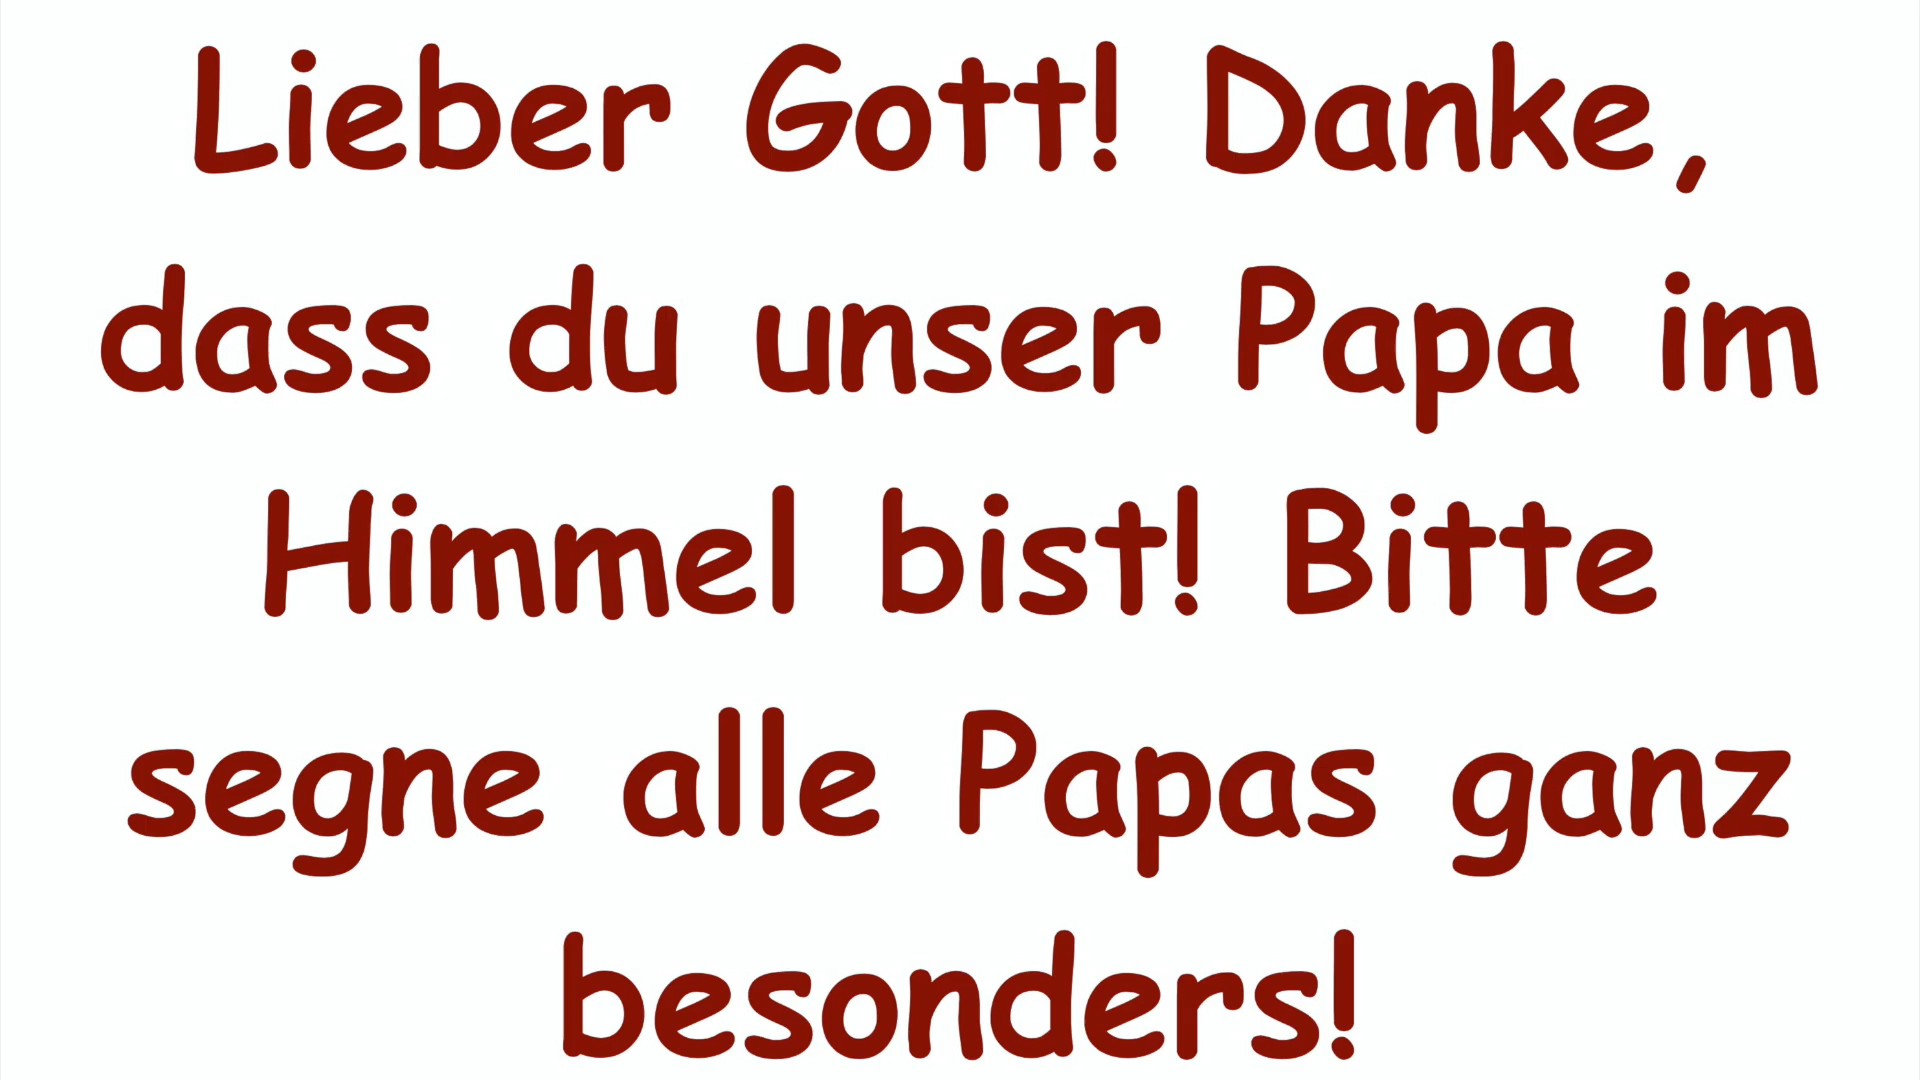 Lieber Gott! Danke,
dass du unser Papa im
Himmel bist! Bitte
segne alle Papas ganz
besonders!